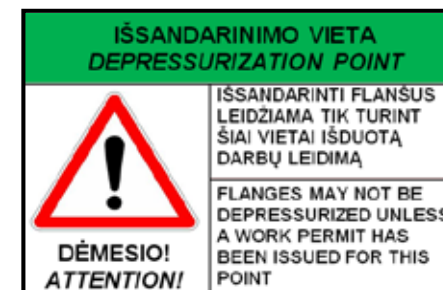 IŠSANDARINIMO VIETA
DEPRESSURIZATION POINT
IŠSANDARINTI FLANŠUS
LEIDŽIAMA TIK TURINT
ŠIAI VIETAI IŠDUOTĄ
DARBŲ LEIDIMĄ
FLANGES MAY NOT BE
DEPRESSURIZED UNLESS
A WORK PERMIT HAS
BEEN ISSUED FOR THIS
POINT
DĖMESIO!
ATTENTION!